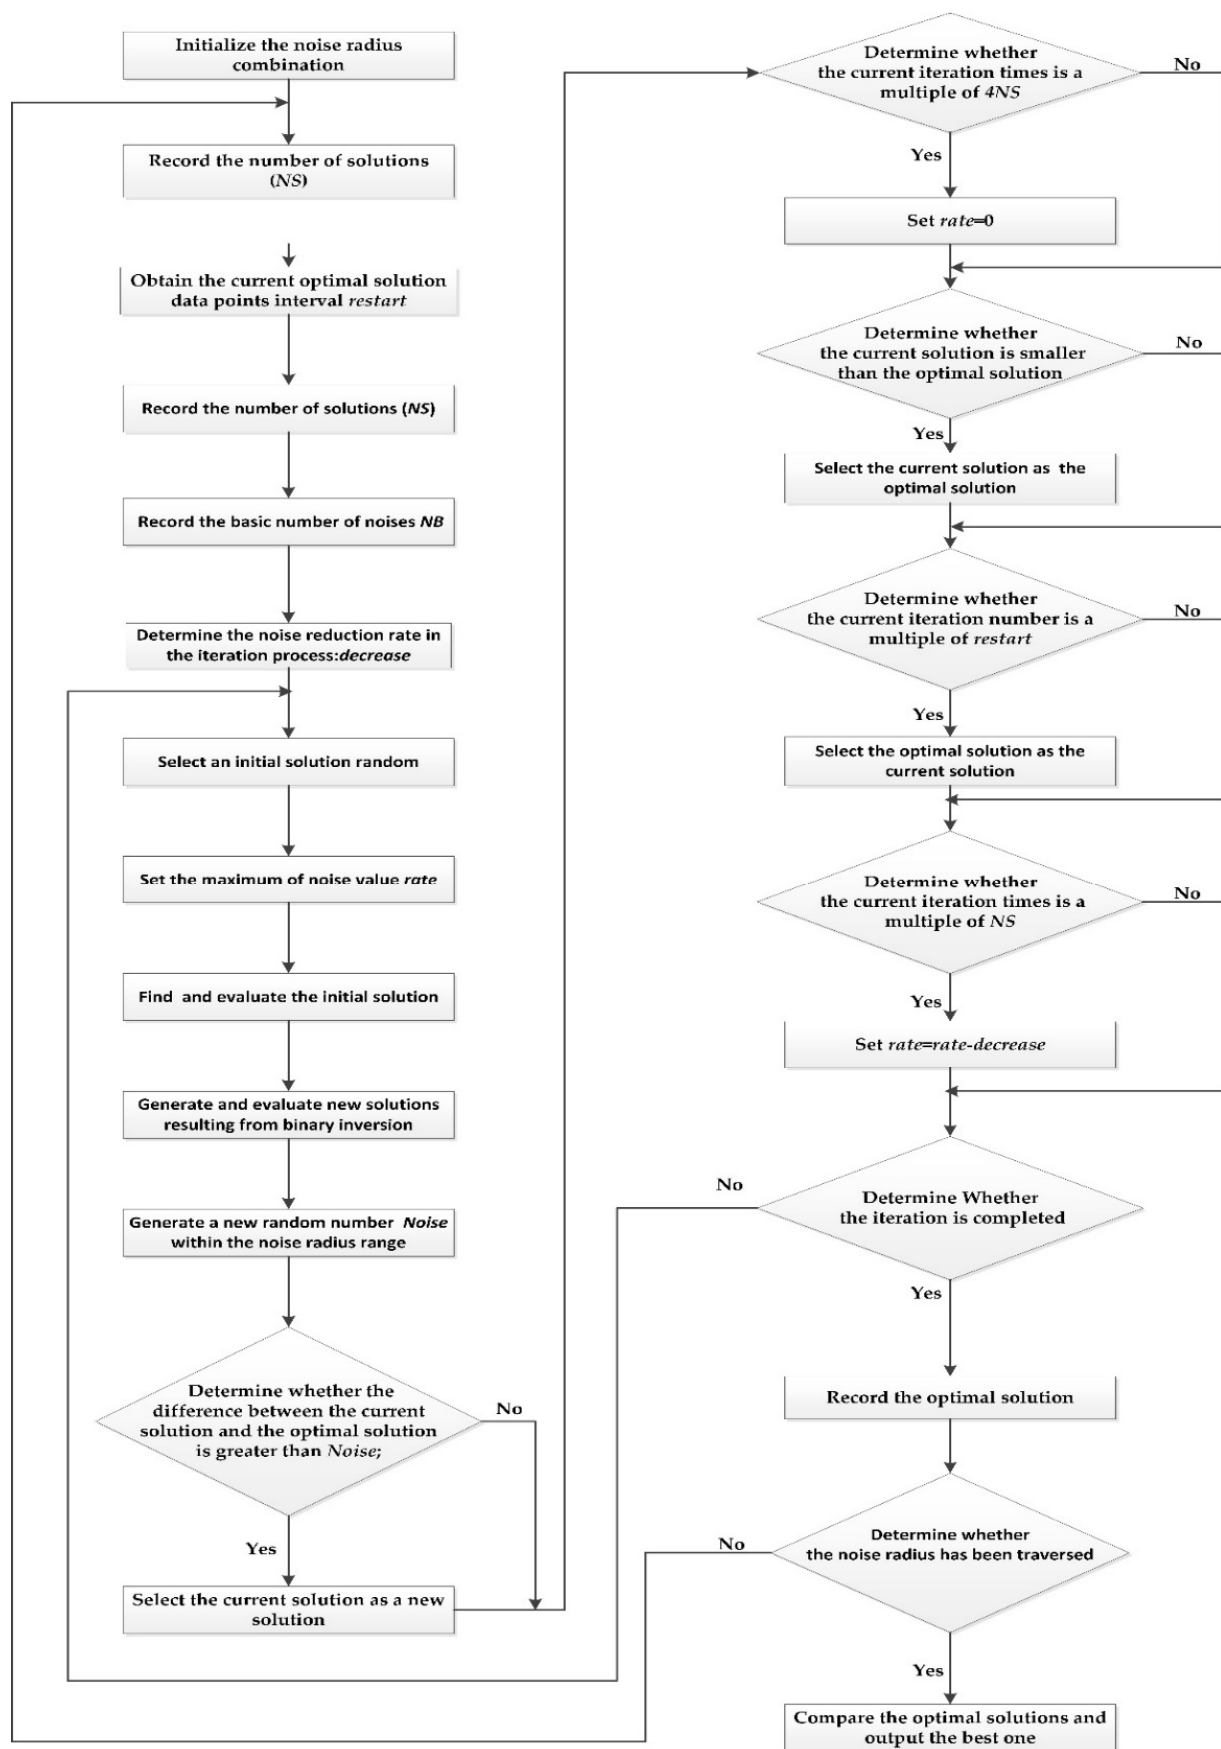 Initialize the noise radius
combination
Record the number of solutions
(NS)
Obtain the current optimal solution
data points interval restart
Record the number of solutions (NS)
Record the basic number of noises NB
Determine the noise reduction rate in
the iteration process:decrease
Select an initial solution random
Set the maximum of noise value rate
Find and evaluate the initial solution
Generate and evaluate new solutions
resulting from binary inversion
Generate a new random number Noise
within the noise radius range
Determine whether the
difference between the current
solution and the optimal solution
is greater than Noise;
No
Yes
Select the current solution as a new
solution
Determine whether
the current iteration times is a
multiple of 4NS
No
Yes
Set rate=0
Determine whether
the current solution is smaller
than the optimal solution
No
Yes
Select the current solution as the
optimal solution
Determine whether
the current iteration number is a
multiple of restart
No
Yes
Select the optimal solution as the
current solution
Determine whether
the current iteration times is a
multiple of NS
No
Yes
Set rate=rate-decrease
Determine Whether
the iteration is completed
No
Yes
Record the optimal solution
Determine whether
the noise radius has been traversed
No
Yes
Compare the optimal solutions and
output the best one